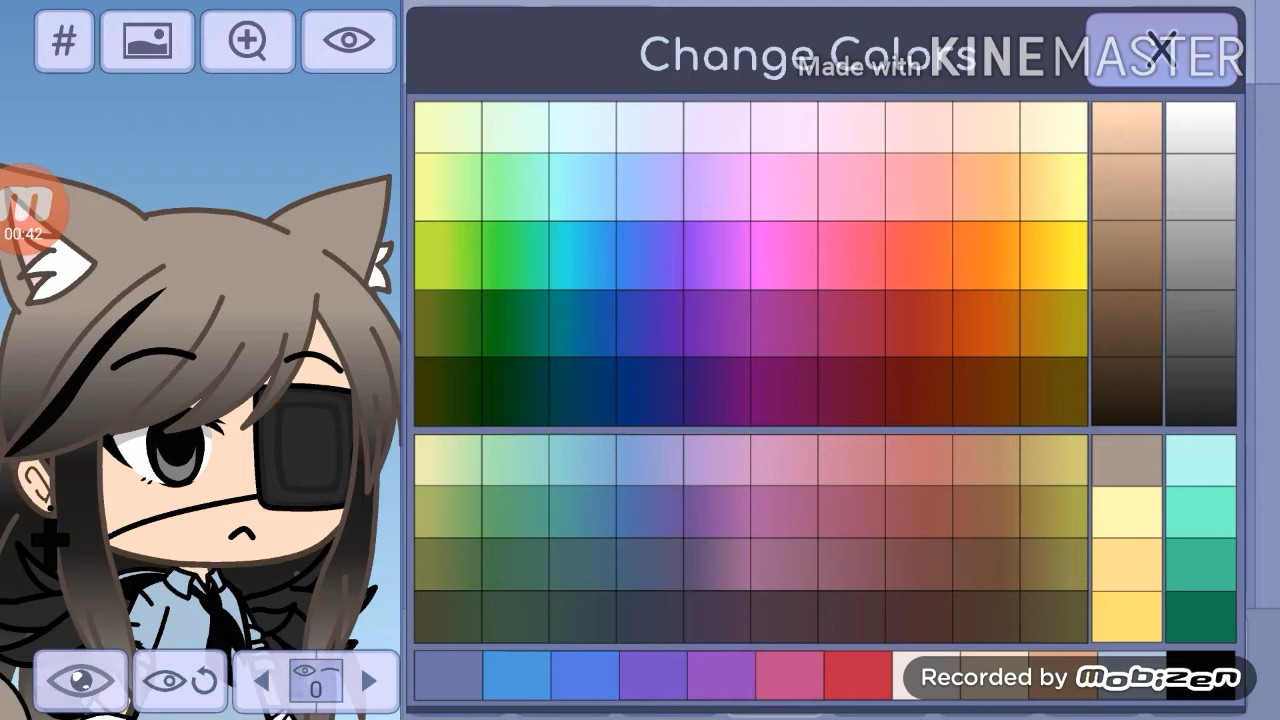 #
Change Colors
X
Made with KINEMASTER
00:42
0
Recorded by mobizen